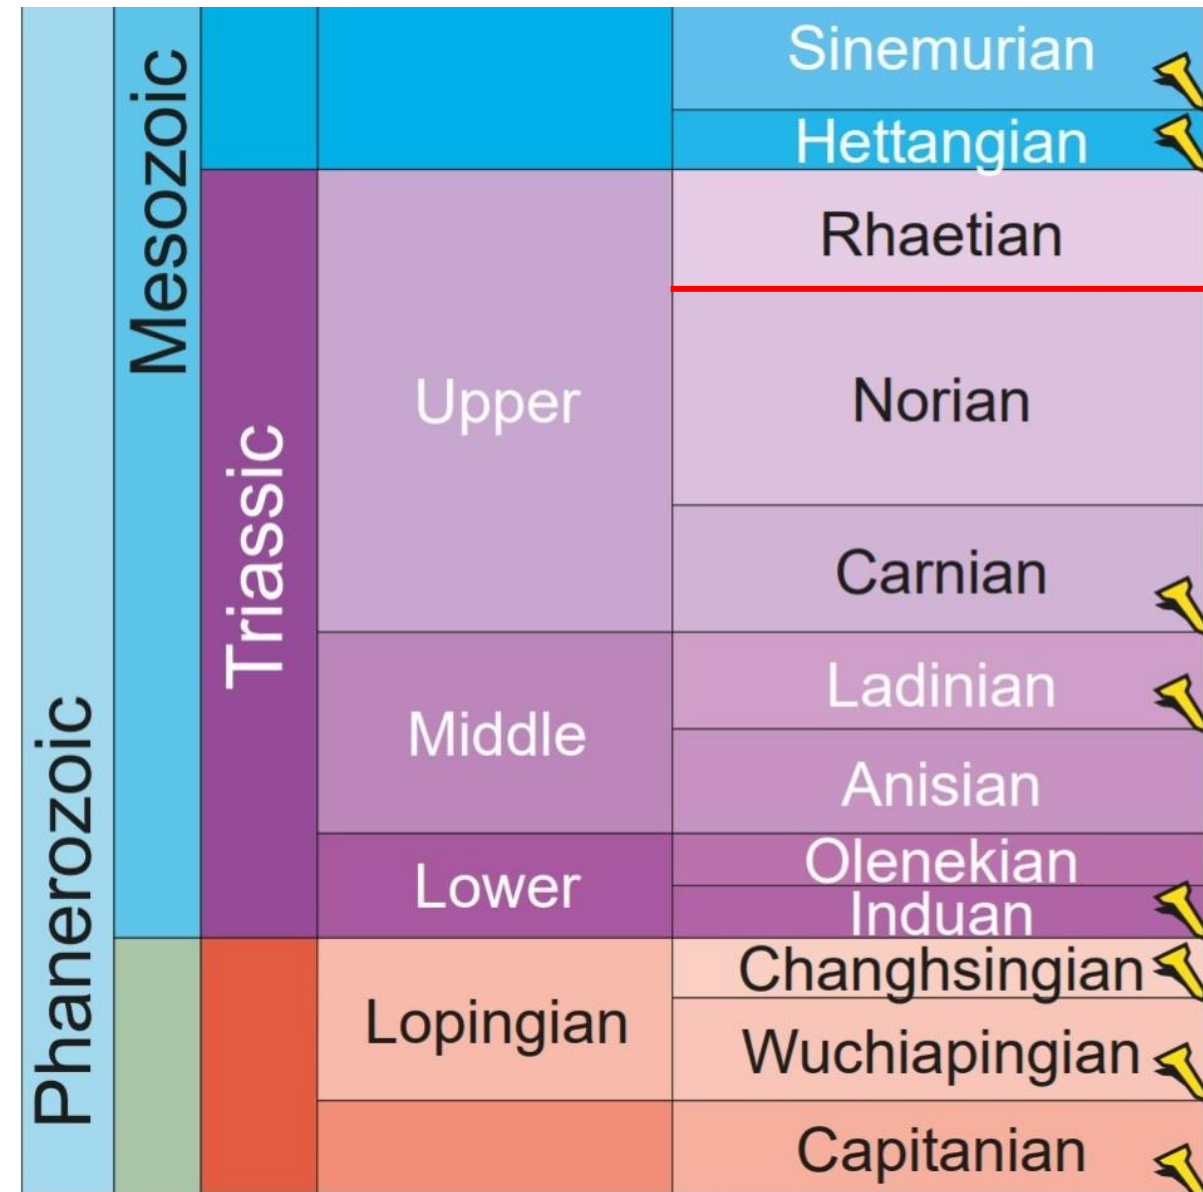 Phanerozoic
Mesozoic
Triassic
Upper
Middle
Lower
Lopingian
Sinemurian
Hettangian
Rhaetian
Norian
Carnian
Ladinian
Anisian
Olenekian
Induan
Changhsingian
Wuchiapingian
Capitanian